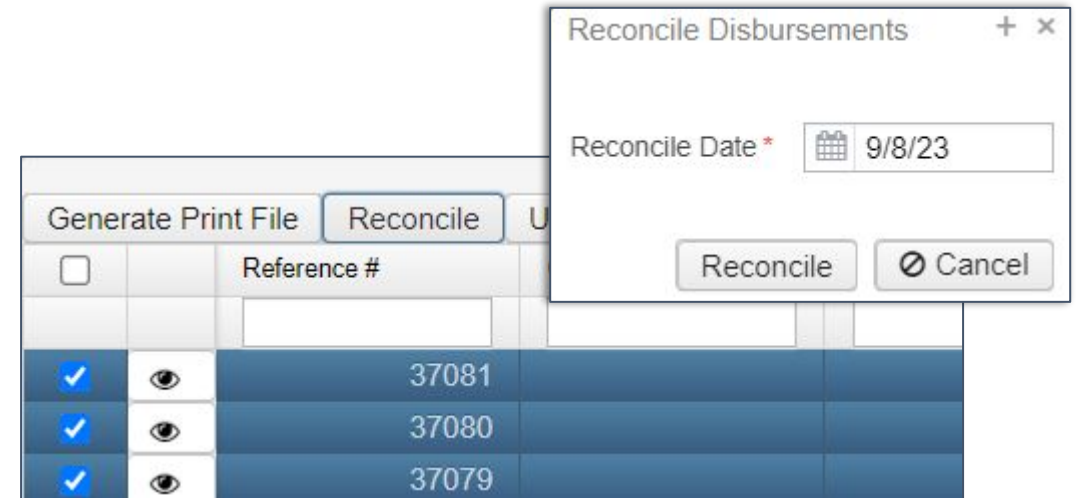 Reconcile Disbursements
Reconcile Date * 9/8/23
Reconcile Cancel
Generate Print File Reconcile U
Reference #
37081
37080
37079